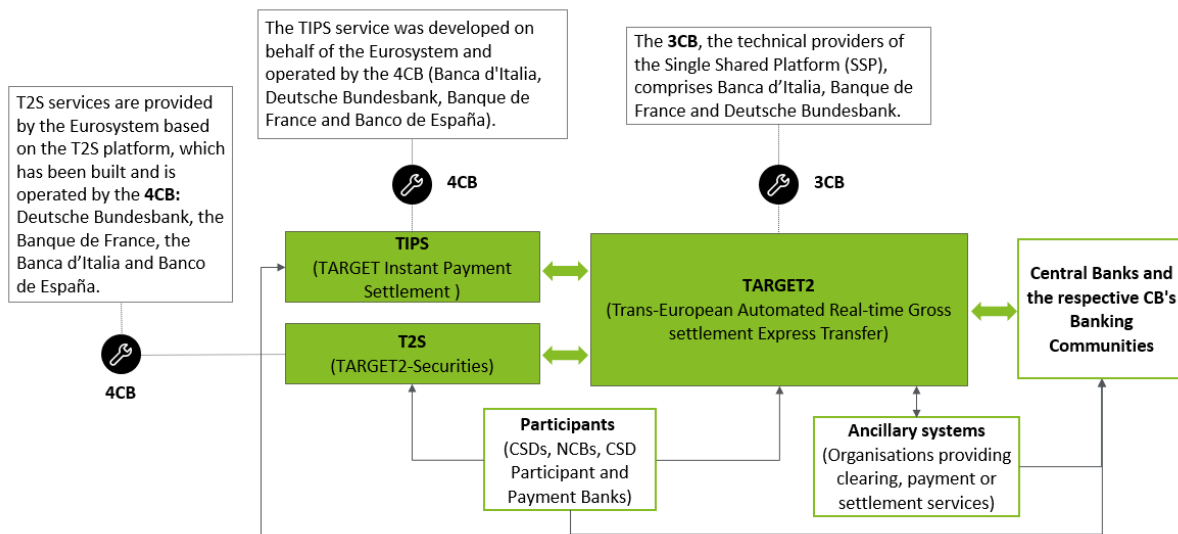 The TIPS service was developed on
behalf of the Eurosystem and
operated by the 4CB (Banca d'Italia,
Deutsche Bundesbank, Banque de
France and Banco de España).
The 3CB, the technical providers of
the Single Shared Platform (SSP),
comprises Banca d’Italia, Banque de
France and Deutsche Bundesbank.
T2S services are provided
by the Eurosystem based
on the T2S platform, which
has been built and is
operated by the 4CB:
Deutsche Bundesbank, the
Banque de France, the
Banca d’Italia and Banco
de España.
4CB
3CB
TIPS
(TARGET Instant Payment
Settlement )
TARGET2
(Trans-European Automated Real-time Gross
settlement Express Transfer)
Central Banks and
the respective CB's
Banking
Communities
T2S
(TARGET2-Securities)
4CB
Participants
(CSDs, NCBs, CSD
Participant and
Payment Banks)
Ancillary systems
(Organisations providing
clearing, payment or
settlement services)